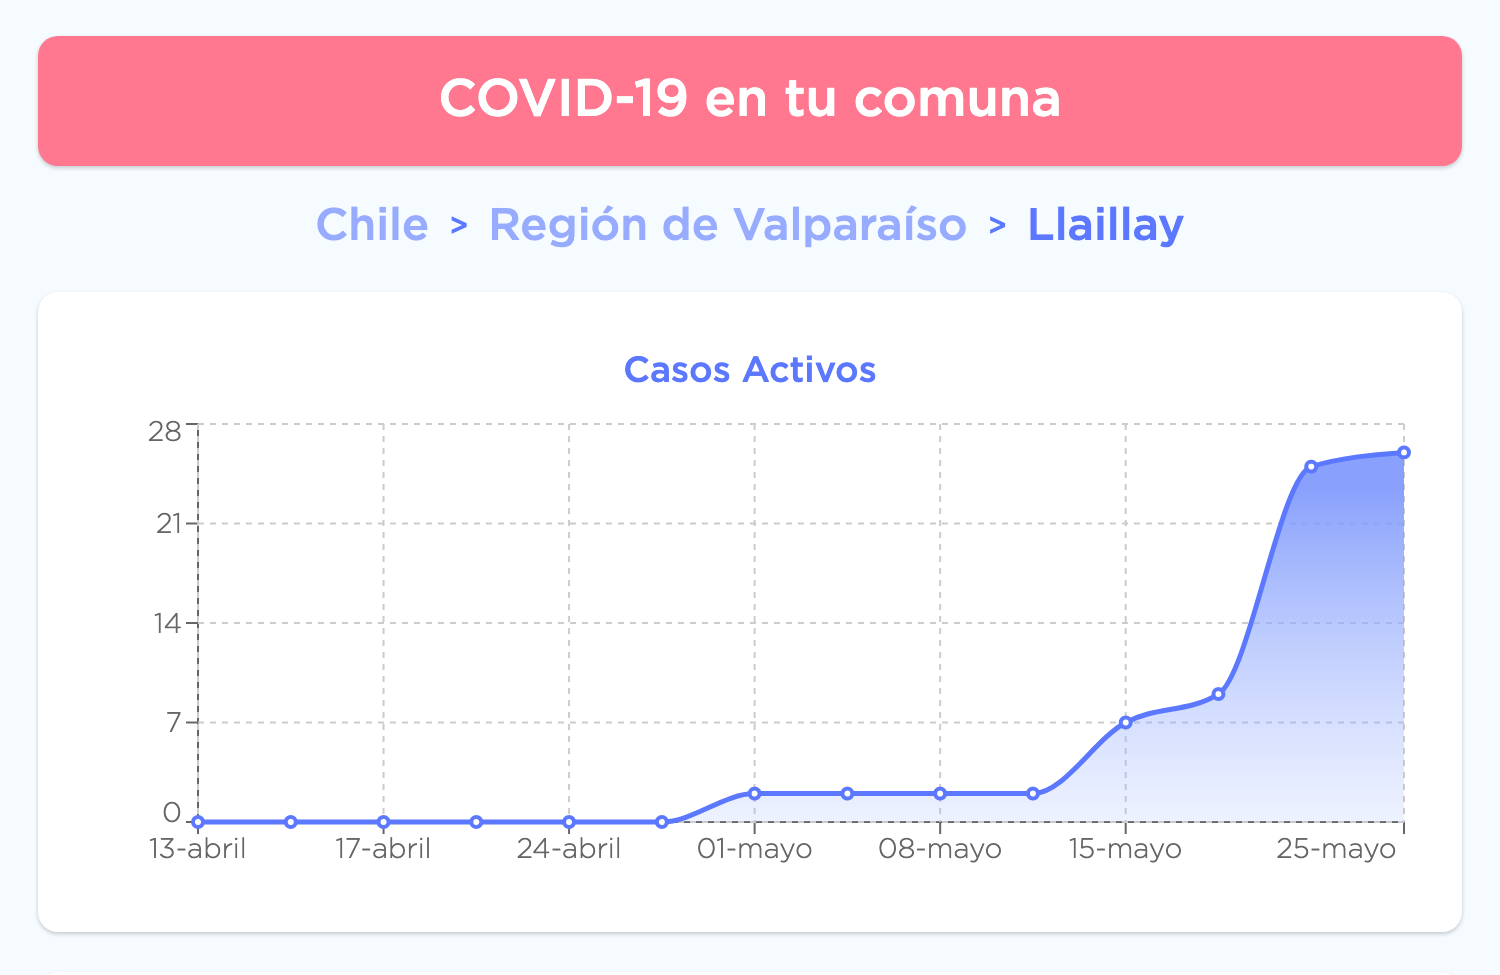 COVID-19 en tu comuna
Chile > Región de Valparaíso > Llaillay
Casos Activos
28
21
14
7
0
13-abril 17-abril 24-abril 01-mayo 08-mayo 15-mayo 25-mayo